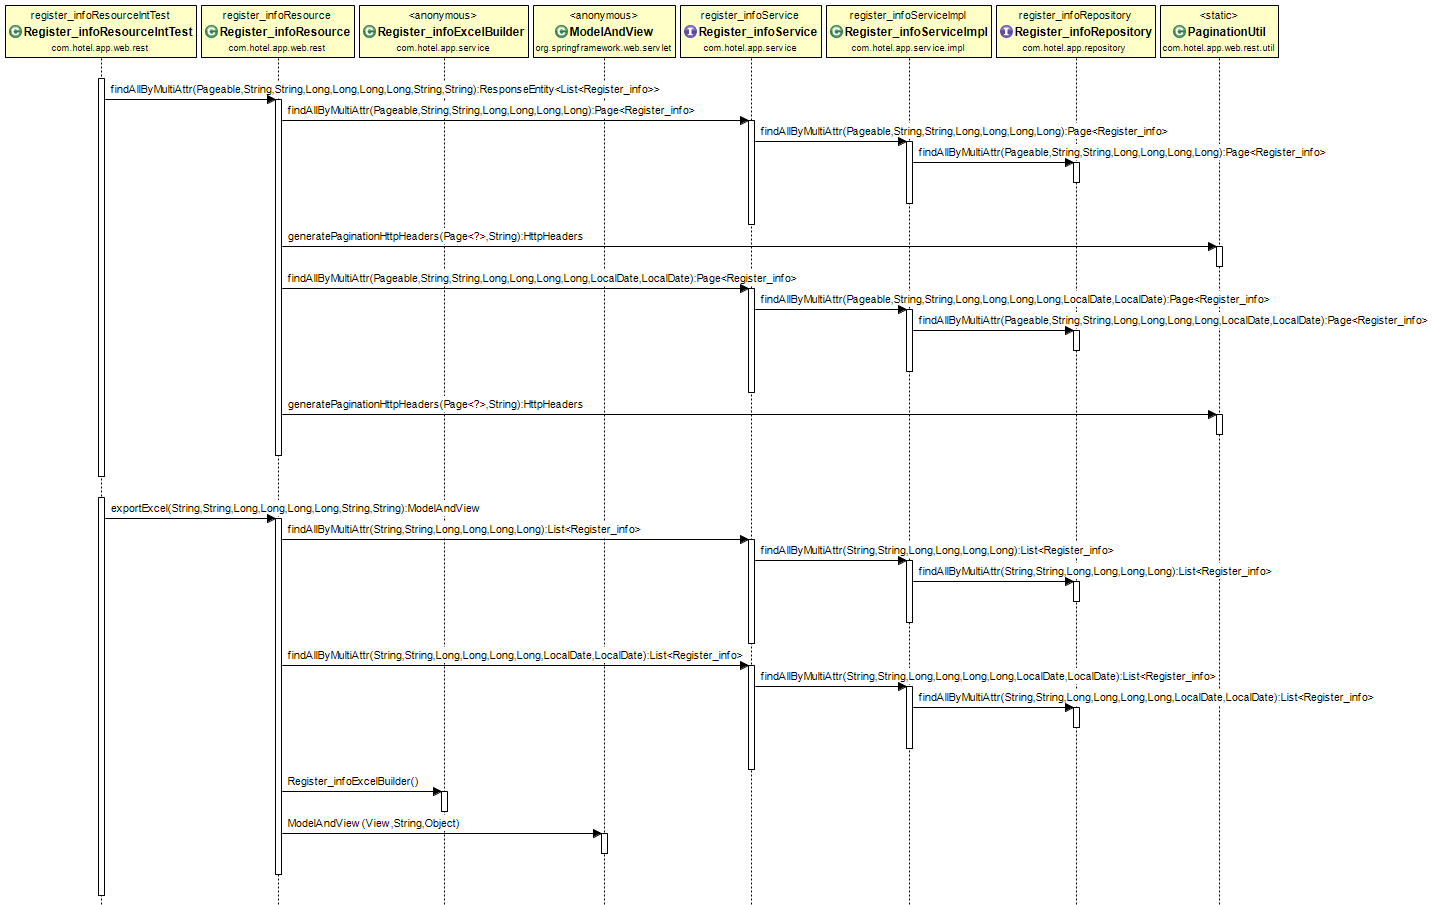 register_infoResourceIntTest
Register_infoResourceIntTest
com.hotel.app.web.rest
register_infoResource
Register_infoResource
com.hotel.app.web.rest
<anonymous>
Register_infoExcelBuilder
com.hotel.app.service
<anonymous>
ModelAndView
org.springframework.web.servlet
register_infoService
Register_infoService
com.hotel.app.service
register_infoServiceImpl
Register_infoServiceImpl
com.hotel.app.service.impl
register_infoRepository
Register_infoRepository
com.hotel.app.repository
<static>
PaginationUtil
com.hotel.app.web.rest.util
findAllByMultiAttr(Pageable,String,String,Long,Long,Long,Long,String,String):ResponseEntity<List<Register_info>>
findAllByMultiAttr(Pageable,String,String,Long,Long,Long,Long):Page<Register_info>
findAllByMultiAttr(Pageable,String,String,Long,Long,Long,Long):Page<Register_info>
findAllByMultiAttr(Pageable,String,String,Long,Long,Long,Long):Page<Register_info>
generatePaginationHttpHeaders(Page<?>,String):HttpHeaders
findAllByMultiAttr(Pageable,String,String,Long,Long,Long,Long,LocalDate,LocalDate):Page<Register_info>
findAllByMultiAttr(Pageable,String,String,Long,Long,Long,Long,LocalDate,LocalDate):Page<Register_info>
findAllByMultiAttr(Pageable,String,String,Long,Long,Long,Long,LocalDate,LocalDate):Page<Register_info>
generatePaginationHttpHeaders(Page<?>,String):HttpHeaders
exportExcel(String,String,Long,Long,Long,Long,String,String):ModelAndView
findAllByMultiAttr(String,String,Long,Long,Long,Long):List<Register_info>
findAllByMultiAttr(String,String,Long,Long,Long,Long):List<Register_info>
findAllByMultiAttr(String,String,Long,Long,Long,Long):List<Register_info>
findAllByMultiAttr(String,String,Long,Long,Long,Long,LocalDate,LocalDate):List<Register_info>
findAllByMultiAttr(String,String,Long,Long,Long,Long,LocalDate,LocalDate):List<Register_info>
findAllByMultiAttr(String,String,Long,Long,Long,Long,LocalDate,LocalDate):List<Register_info>
Register_infoExcelBuilder()
ModelAndView(View,String,Object)